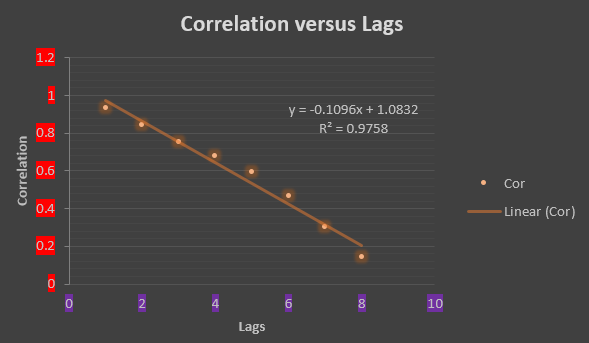 Correlation versus Lags
1.2
1
0.8
0.6
0.4
0.2
0
Correlation
y = -0.1096x + 1.0832
R² = 0.9758
Cor
Linear (Cor)
0 2 4 6 8 10
Lags